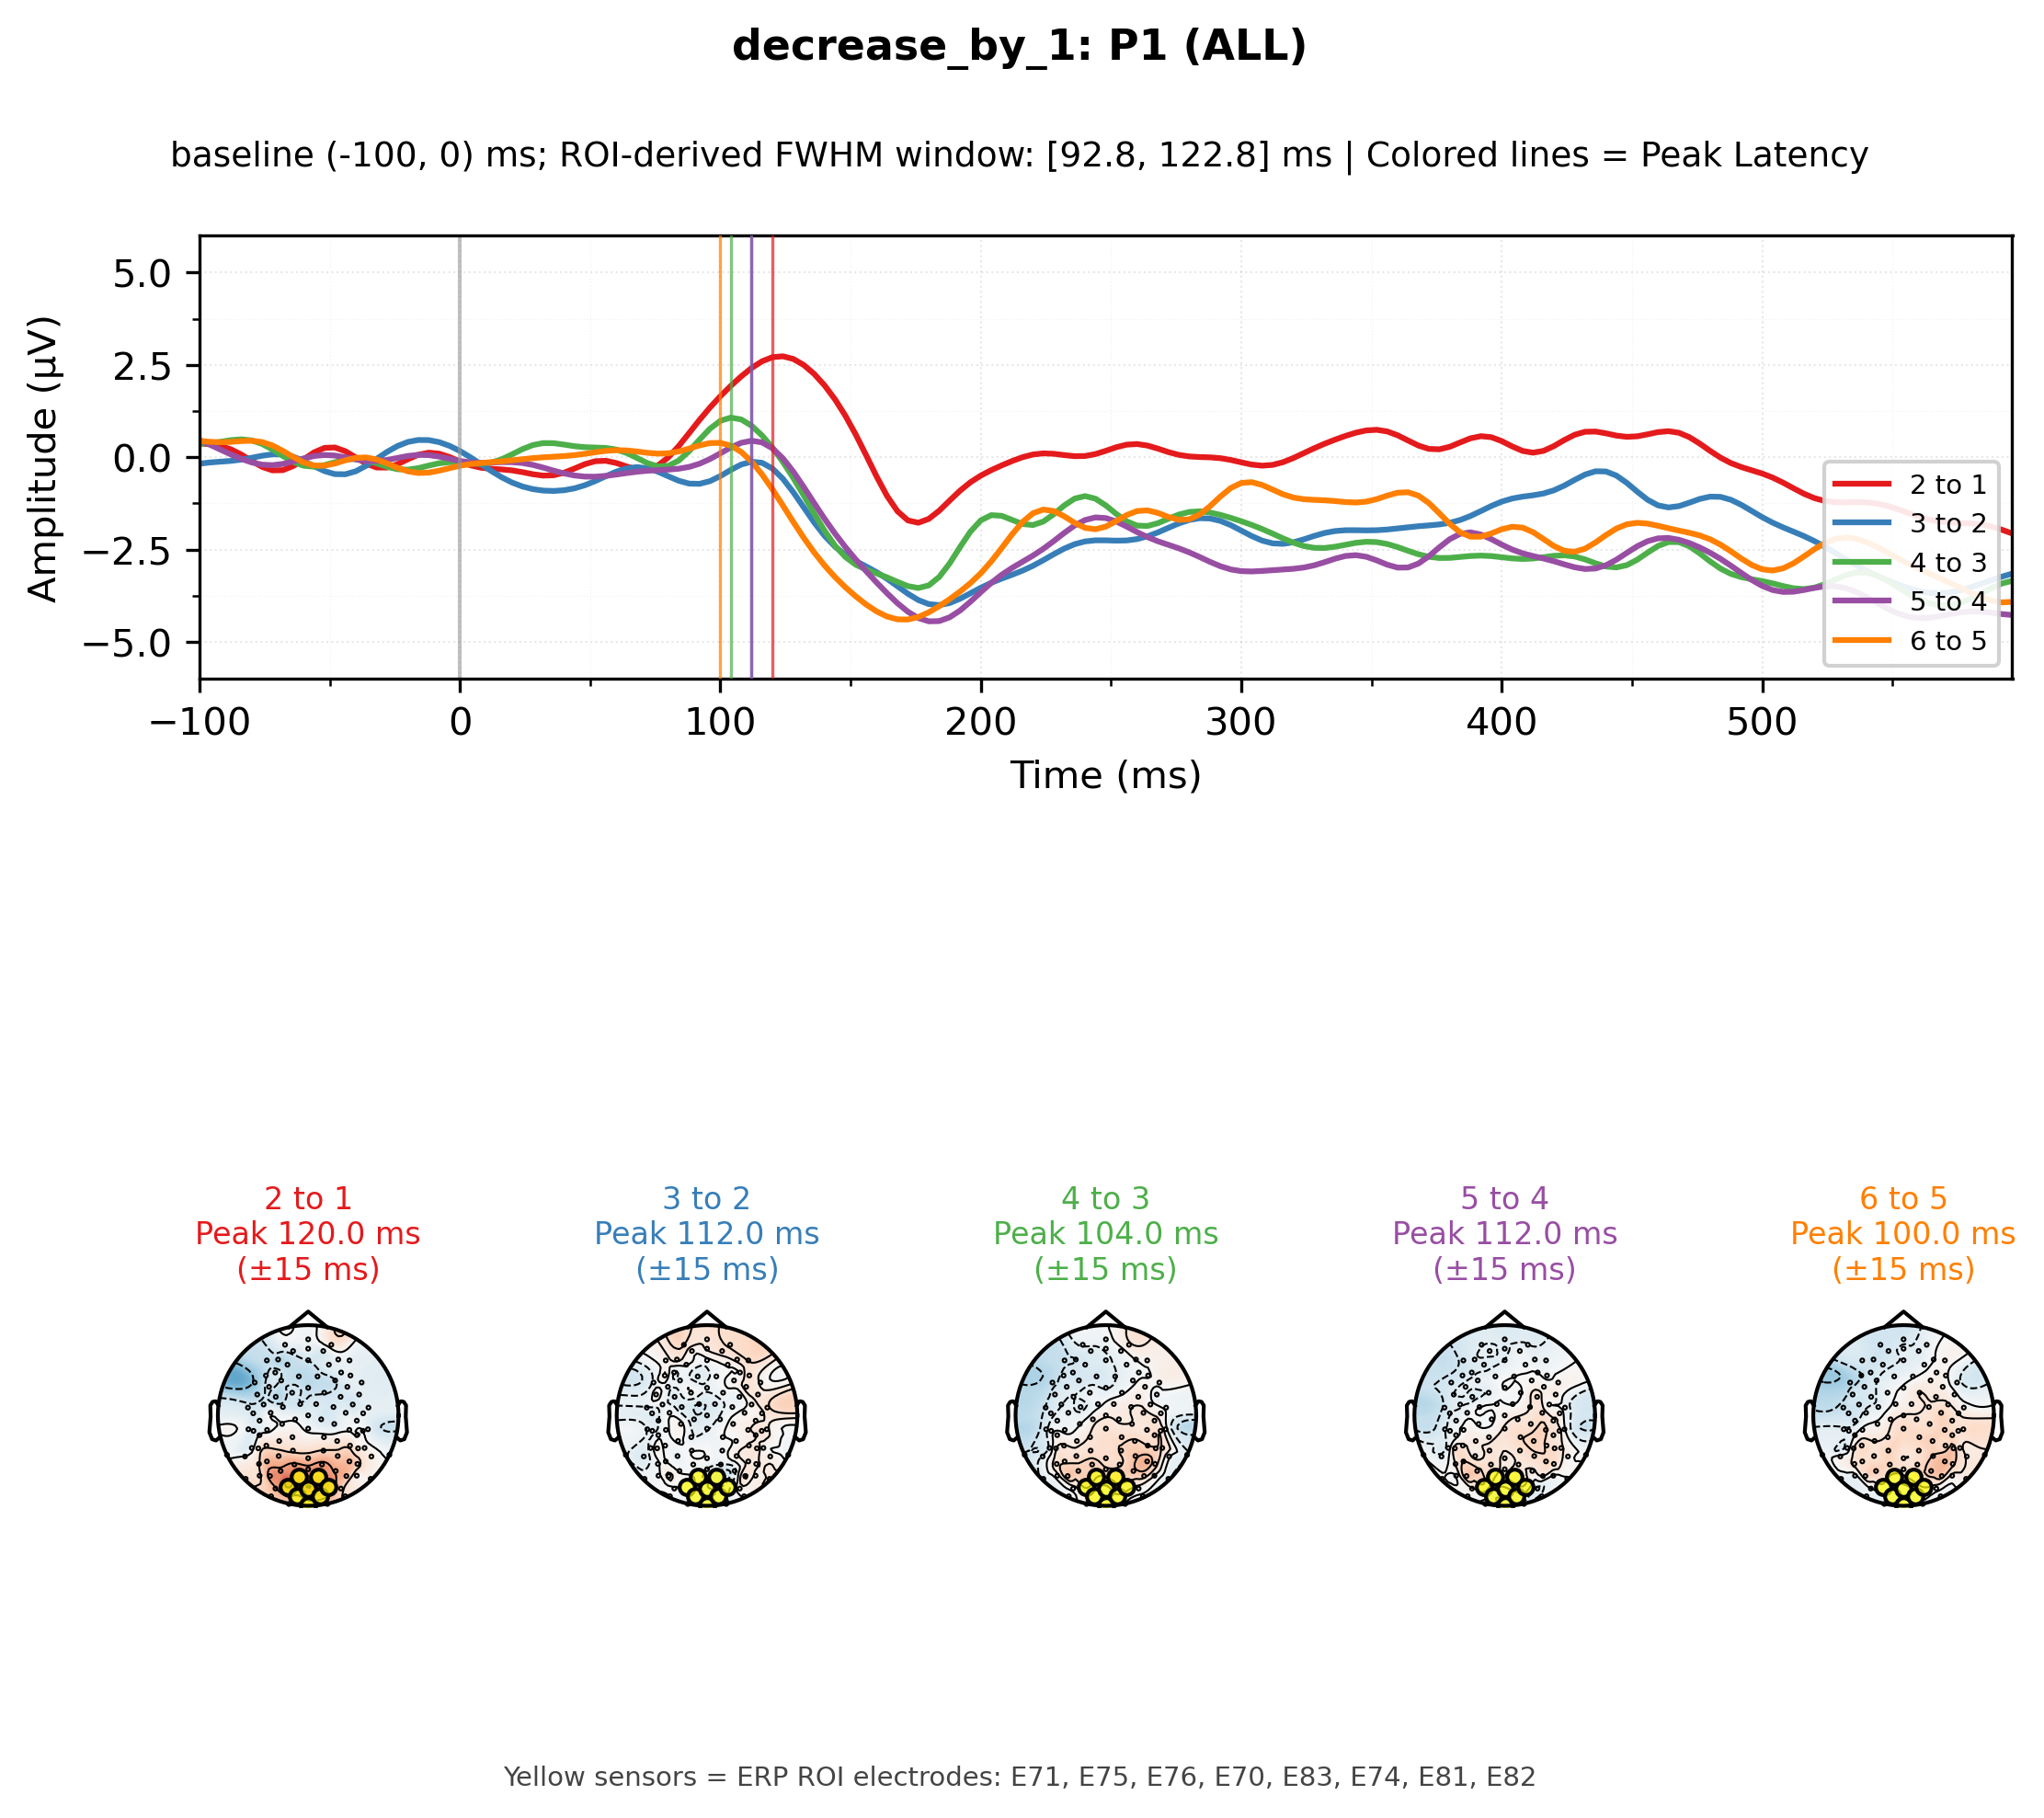 decrease_by_1: P1 (ALL)
baseline (-100, 0) ms; ROI-derived FWHM window: [92.8, 122.8] ms | Colored lines = Peak Latency
Amplitude (µV)
5.0
2.5
0.0
−2.5
−5.0
−100
0
100
200
300
400
500
Time (ms)
2 to 1
3 to 2
4 to 3
5 to 4
6 to 5
2 to 1
Peak 120.0 ms
(±15 ms)
3 to 2
Peak 112.0 ms
(±15 ms)
4 to 3
Peak 104.0 ms
(±15 ms)
5 to 4
Peak 112.0 ms
(±15 ms)
6 to 5
Peak 100.0 ms
(±15 ms)
Yellow sensors = ERP ROI electrodes: E71, E75, E76, E70, E83, E74, E81, E82